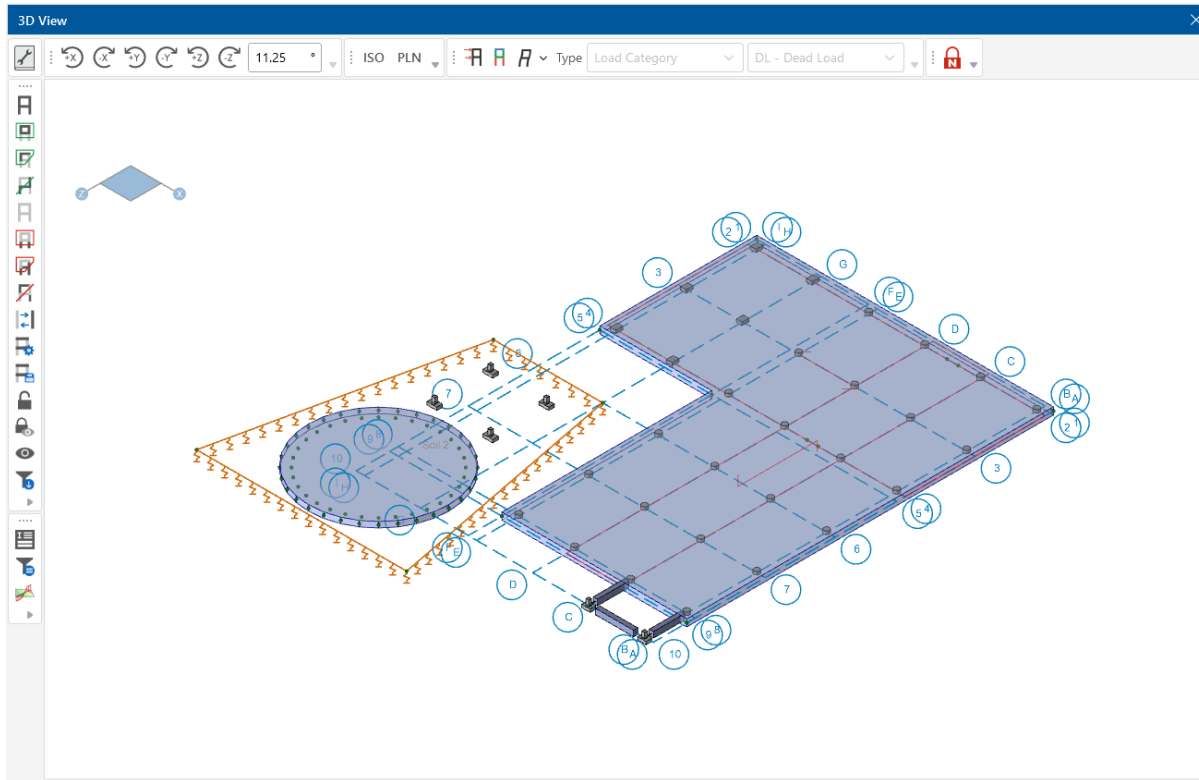 3D View
+X -X +Y -Y +Z -Z 11.25 ° ISO PLN Type Load Category DL - Dead Load N
Z X
2 1 I H
3 G
F E
5 4 D
6 C
7 B A
2 1
9 8 Soil 2
10 3
I H 5 4
F E 6
D 7
C
B A 10 9 8